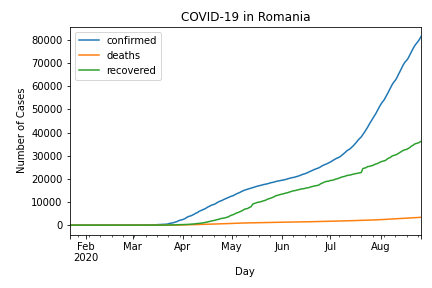 COVID-19 in Romania
confirmed
deaths
recovered
Number of Cases
80000
70000
60000
50000
40000
30000
20000
10000
0
Feb Mar Apr May Jun Jul Aug
2020
Day